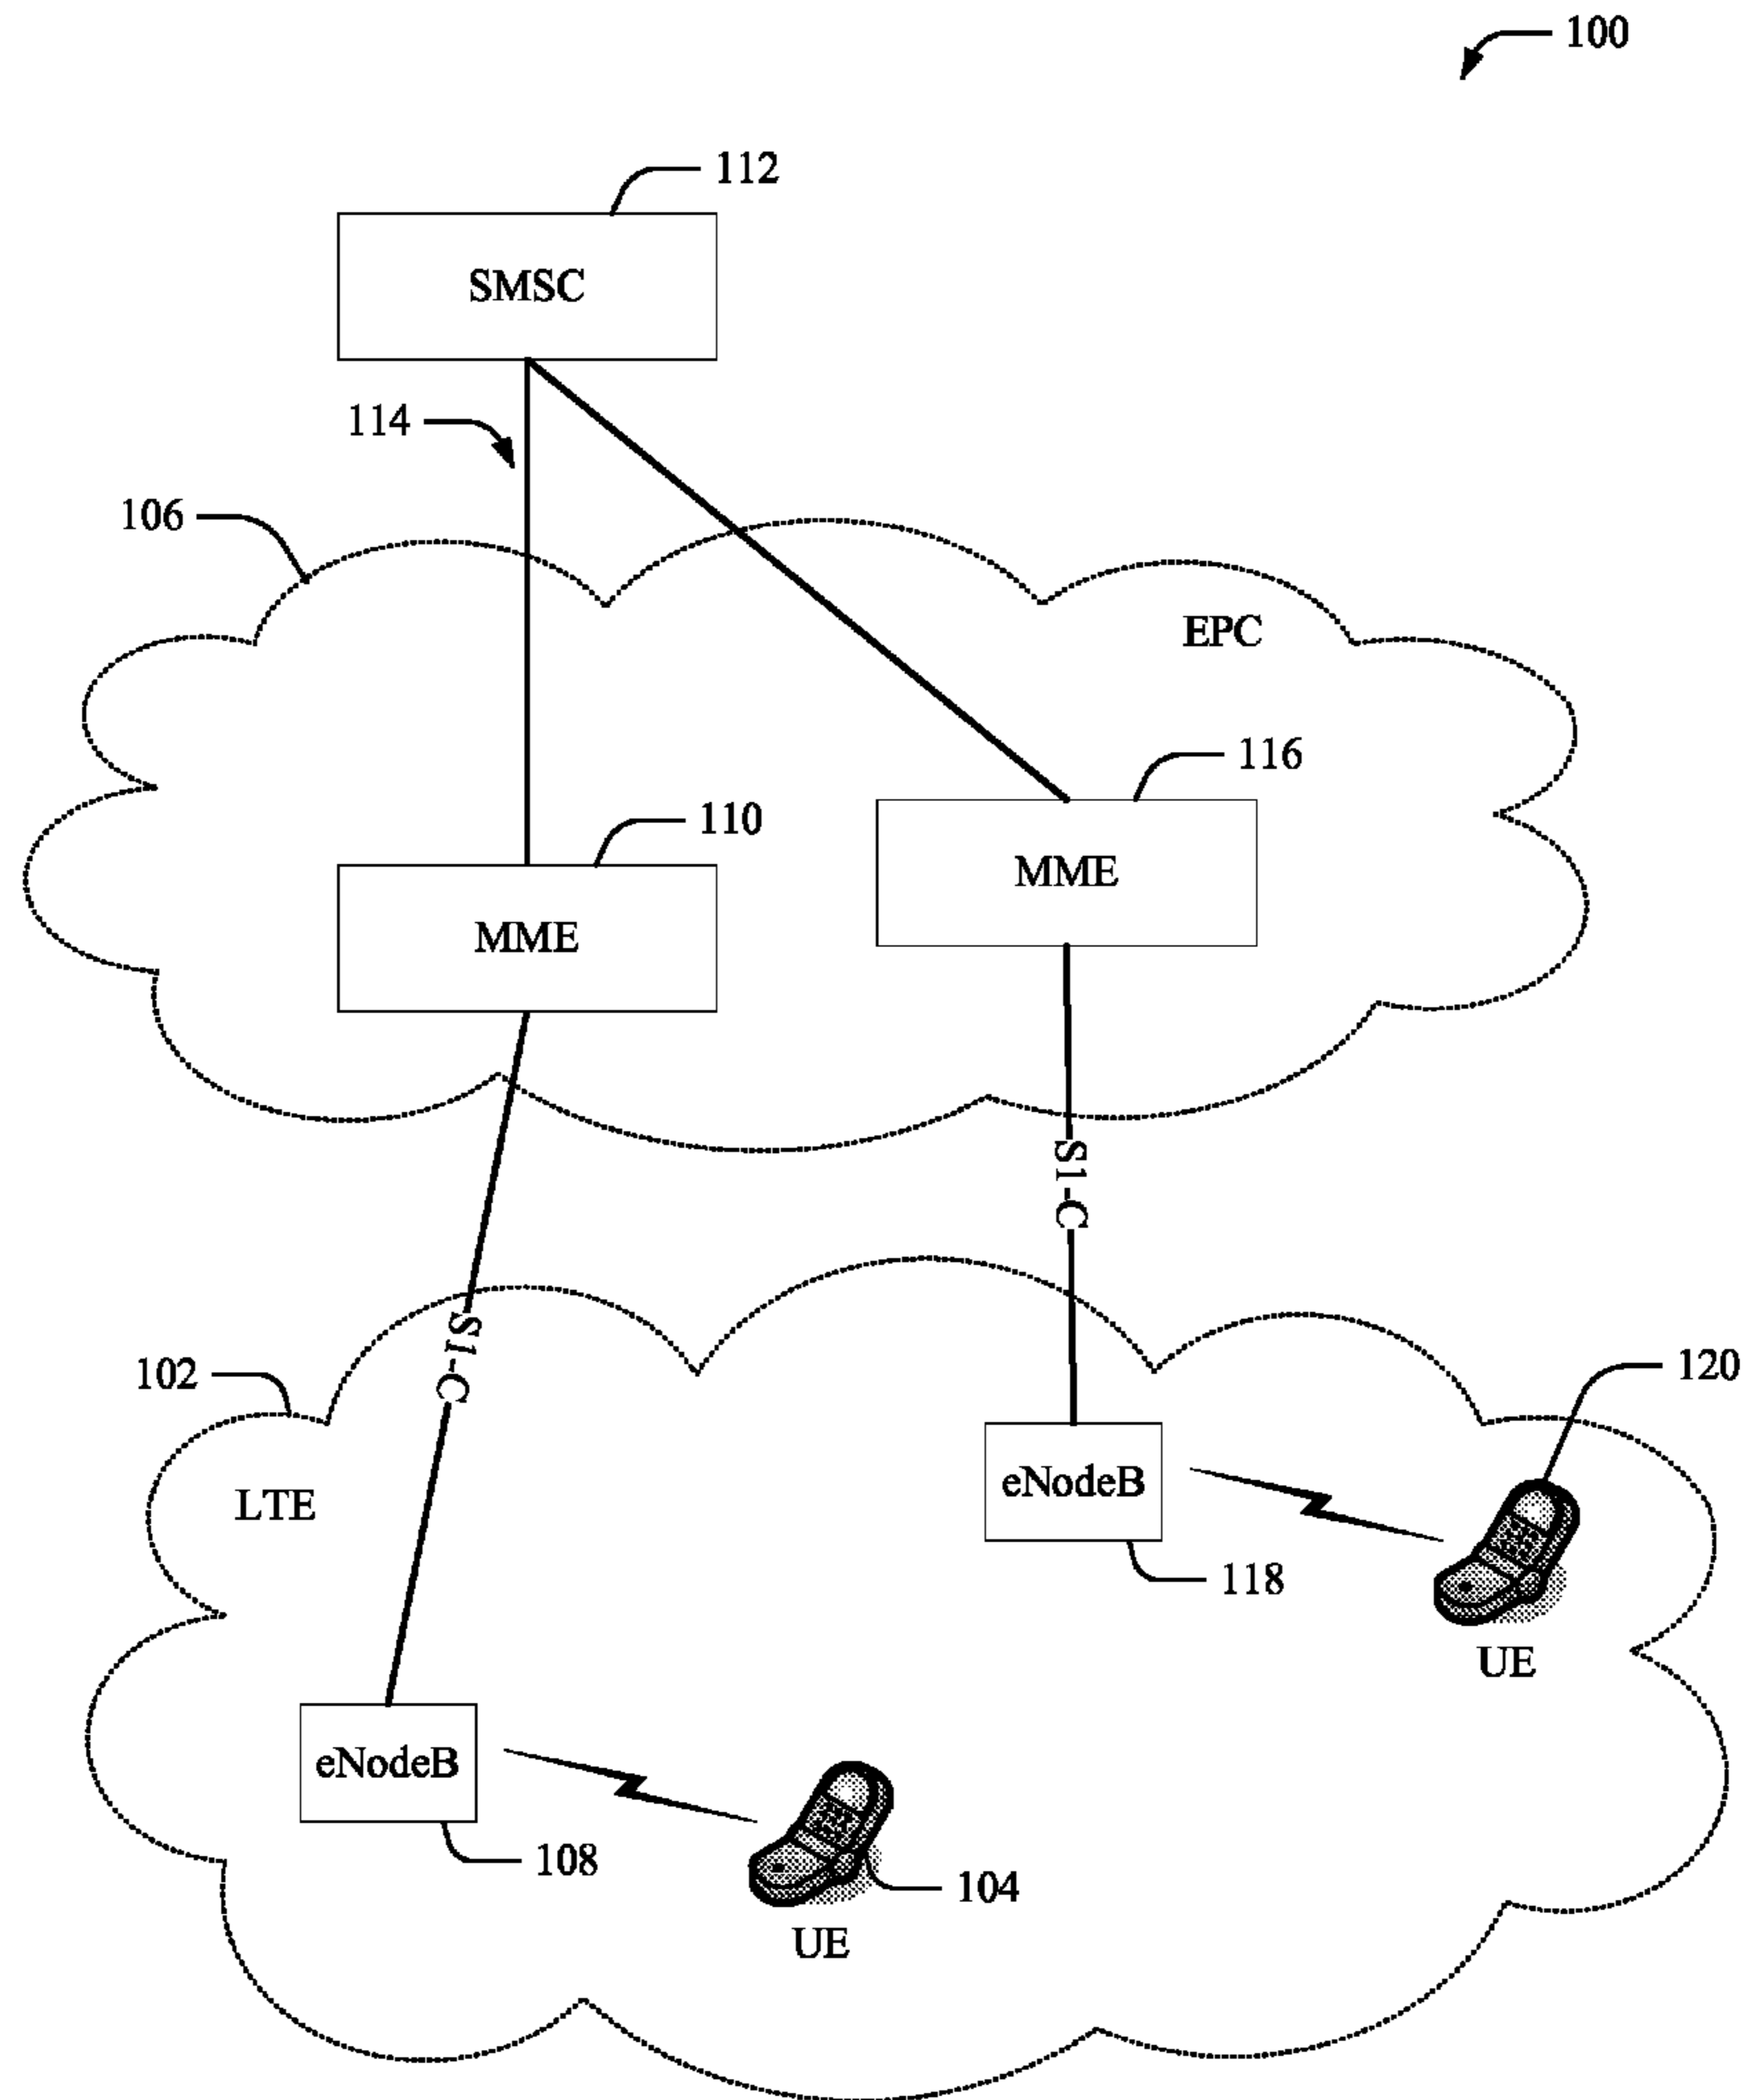 100
112
SMSC
114
106
EPC
116
110
MME
MME
S1-C
S1-C
102
120
LTE
eNodeB
118
UE
eNodeB
108
104
UE